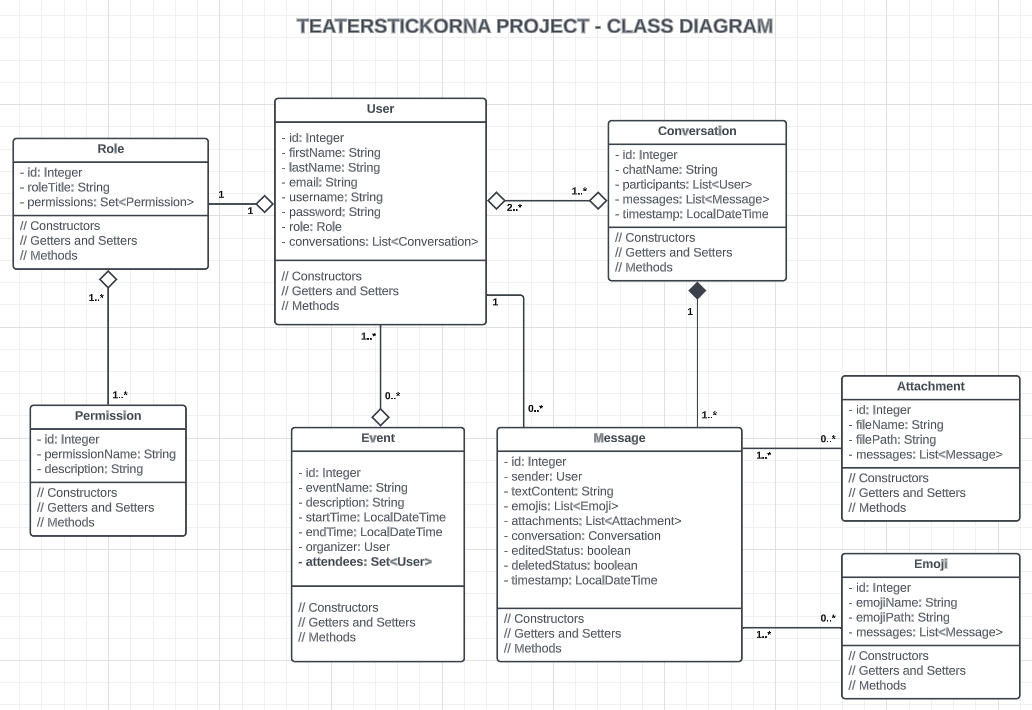 TEATERSTICKORNA PROJECT - CLASS DIAGRAM
Role
- id: Integer
- roleTitle: String
- permissions: Set<Permission>
// Constructors
// Getters and Setters
// Methods
1
1
User
- id: Integer
- firstName: String
- lastName: String
- email: String
- username: String
- password: String
- role: Role
- conversations: List<Conversation>
// Constructors
// Getters and Setters
// Methods
2..*
1..*
Conversation
- id: Integer
- chatName: String
- participants: List<User>
- messages: List<Message>
- timestamp: LocalDateTime
// Constructors
// Getters and Setters
// Methods
1..*
1..*
1..*
0..*
1
0..*
1
1..*
Permission
- id: Integer
- permissionName: String
- description: String
// Constructors
// Getters and Setters
// Methods
Event
- id: Integer
- eventName: String
- description: String
- startTime: LocalDateTime
- endTime: LocalDateTime
- organizer: User
- attendees: Set<User>
// Constructors
// Getters and Setters
// Methods
Message
- id: Integer
- sender: User
- textContent: String
- emojis: List<Emoji>
- attachments: List<Attachment>
- conversation: Conversation
- editedStatus: boolean
- deletedStatus: boolean
- timestamp: LocalDateTime
// Constructors
// Getters and Setters
// Methods
1..*
0..*
1..*
0..*
Attachment
- id: Integer
- fileName: String
- filePath: String
- messages: List<Message>
// Constructors
// Getters and Setters
// Methods
Emoji
- id: Integer
- emojiName: String
- emojiPath: String
- messages: List<Message>
// Constructors
// Getters and Setters
// Methods